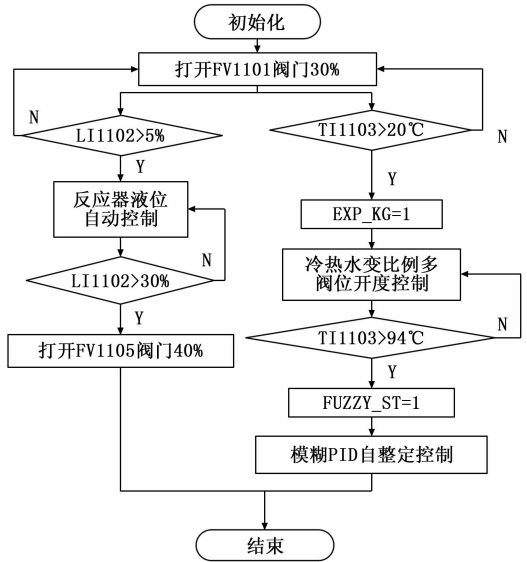 初始化
打开FV1101阀门30%
N
LI1102>5%
Y
反应器液位
自动控制
N
LI1102>30%
Y
打开FV1105阀门40%
TI1103>20℃
N
Y
EXP_KG=1
冷热水变比例多
阀位开度控制
TI1103>94℃
N
Y
FUZZY_ST=1
模糊PID自整定控制
结束